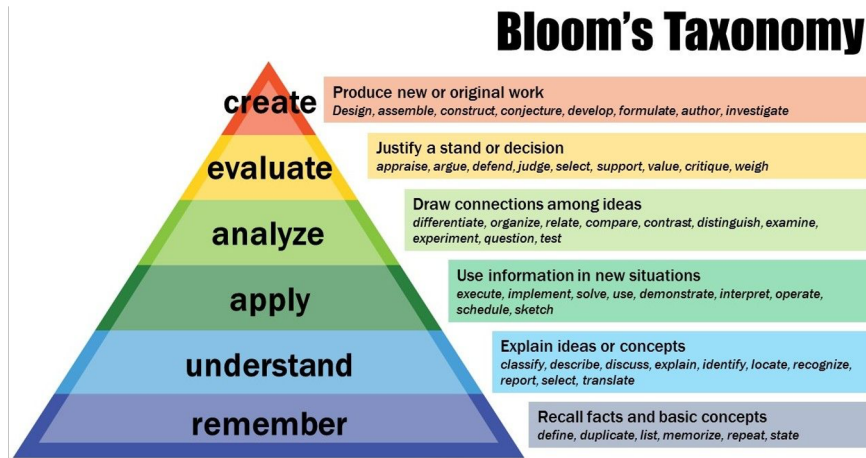 Bloom's Taxonomy
create
Produce new or original work
Design, assemble, construct, conjecture, develop, formulate, author, investigate
evaluate
Justify a stand or decision
appraise, argue, defend, judge, select, support, value, critique, weigh
analyze
Draw connections among ideas
differentiate, organize, relate, compare, contrast, distinguish, examine,
experiment, question, test
apply
Use information in new situations
execute, implement, solve, use, demonstrate, interpret, operate,
schedule, sketch
understand
Explain ideas or concepts
classify, describe, discuss, explain, identify, locate, recognize,
report, select, translate
remember
Recall facts and basic concepts
define, duplicate, list, memorize, repeat, state